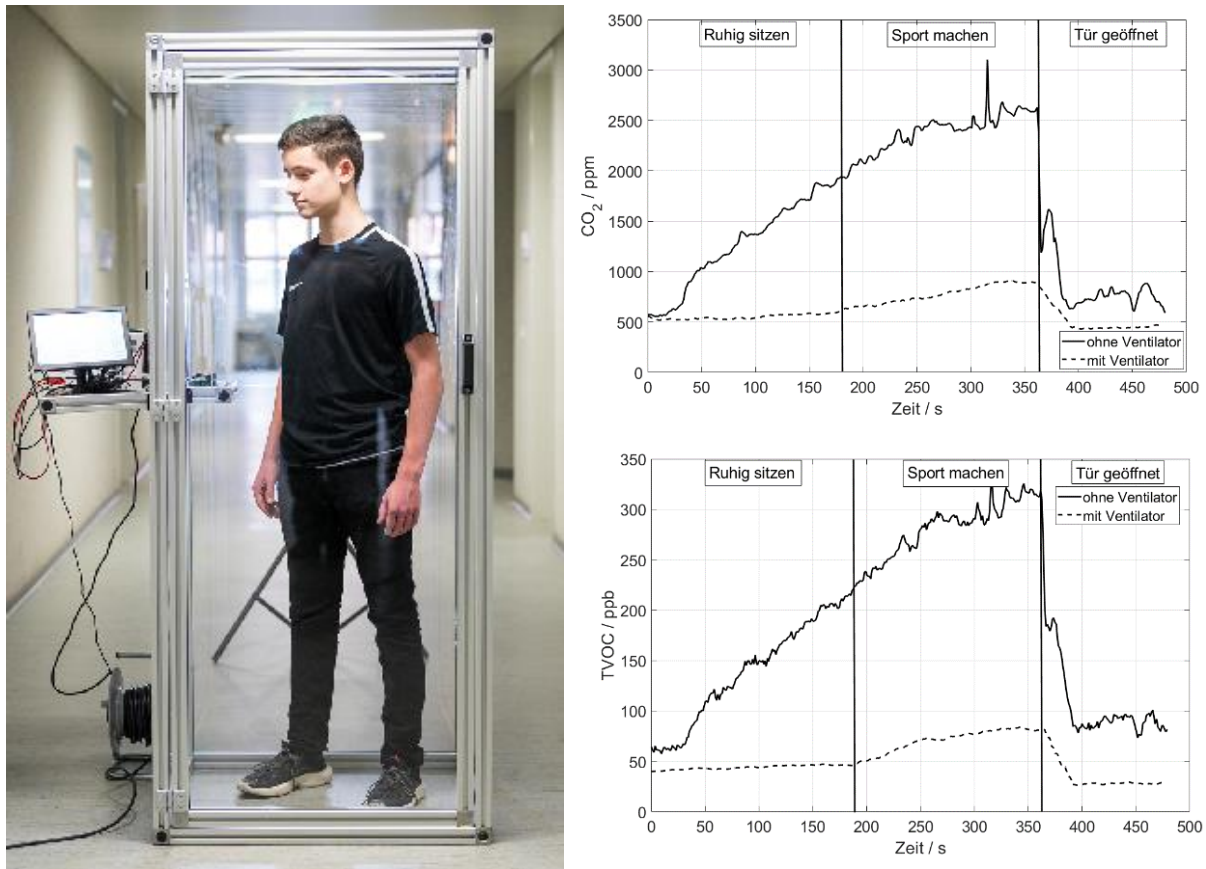 3500
3000
2500
2000
1500
1000
500
0
CO₂ / ppm
Ruhig sitzen
Sport machen
Tür geöffnet
ohne Ventilator
mit Ventilator
0 50 100 150 200 250 300 350 400 450 500
Zeit / s
350
300
250
200
150
100
50
0
TVOC / ppb
Ruhig sitzen
Sport machen
Tür geöffnet
ohne Ventilator
mit Ventilator
0 50 100 150 200 250 300 350 400 450 500
Zeit / s